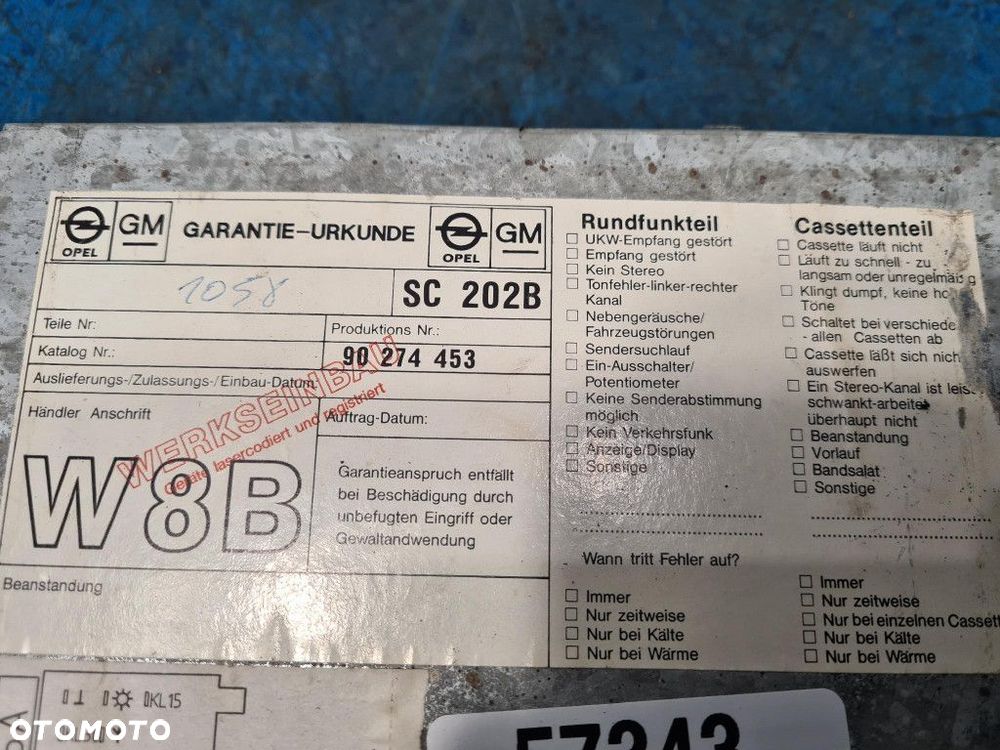 OPEL
GM
GARANTIE-URKUNDE
OPEL
GM
1058
SC 202B
Teile Nr:
Produktions Nr.:
Katalog Nr.:
90 274 453
Auslieferungs-/Zulassungs-/Einbau-Datum:
Händler Anschrift
Auftrag-Datum:
WERKSEINBAU
Geräte lasercodiert und registriert
W8B
Garantieanspruch entfällt
bei Beschädigung durch
unbefugten Eingriff oder
Gewaltandwendung
Beanstandung
Rundfunkteil
UKW-Empfang gestört
Empfang gestört
Kein Stereo
Tonfehler-linker-rechter
Kanal
Nebengeräusche/
Fahrzeugstörungen
Sendersuchlauf
Ein-Ausschalter/
Potentiometer
Keine Senderabstimmung
möglich
Kein Verkehrsfunk
Anzeige/Display
Sonstige
Cassettenteil
Cassette läuft nicht
Läuft zu schnell - zu
langsam oder unregelmäßig
Klingt dumpf, keine
Töne
Schaltet bei verschiede
- allen Cassetten ab
Cassette läßt sich nich
auswerfen
Ein Stereo-Kanal ist
schwankt-arbeitet
überhaupt nicht
Beanstandung
Vorlauf
Bandsalat
Sonstige
Wann tritt Fehler auf?
Immer
Nur zeitweise
Nur bei Kälte
Nur bei Wärme
Immer
Nur zeitweise
Nur bei einzelnen Cassett
Nur bei Kälte
Nur bei Wärme
KL15
57343
OTOMOTO